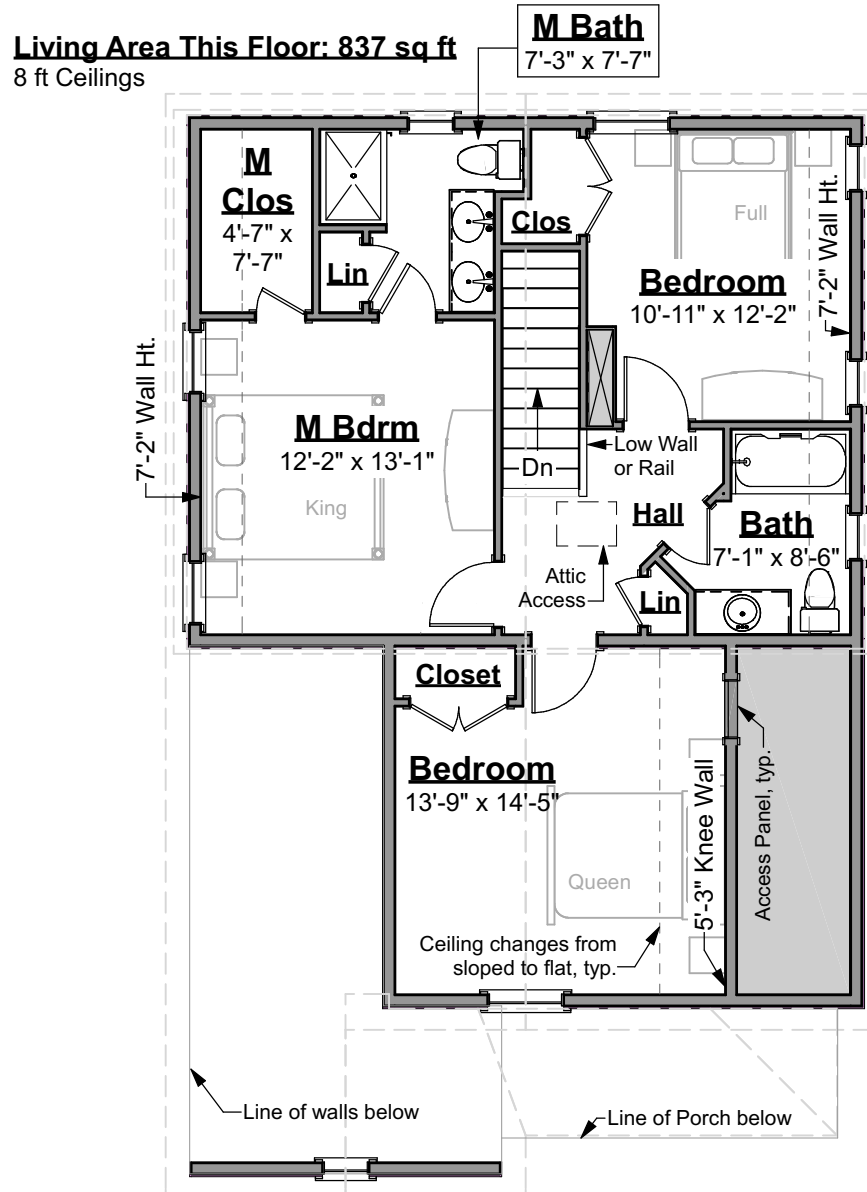 Living Area This Floor: 837 sq ft
8 ft Ceilings
M Bath
7'-3" x 7'-7"
M
Clos
4'-7" x
7'-7"
Lin
Clos
Full
Bedroom
10'-11" x 12'-2"
7'-2" Wall Ht.
7'-2" Wall Ht.
M Bdrm
12'-2" x 13'-1"
King
Dn
Low Wall
or Rail
Hall
Attic
Access
Bath
7'-1" x 8'-6"
Lin
Closet
Bedroom
13'-9" x 14'-5"
Queen
5'-3" Knee Wall
Access Panel, typ.
Ceiling changes from
sloped to flat, typ.
Line of walls below
Line of Porch below